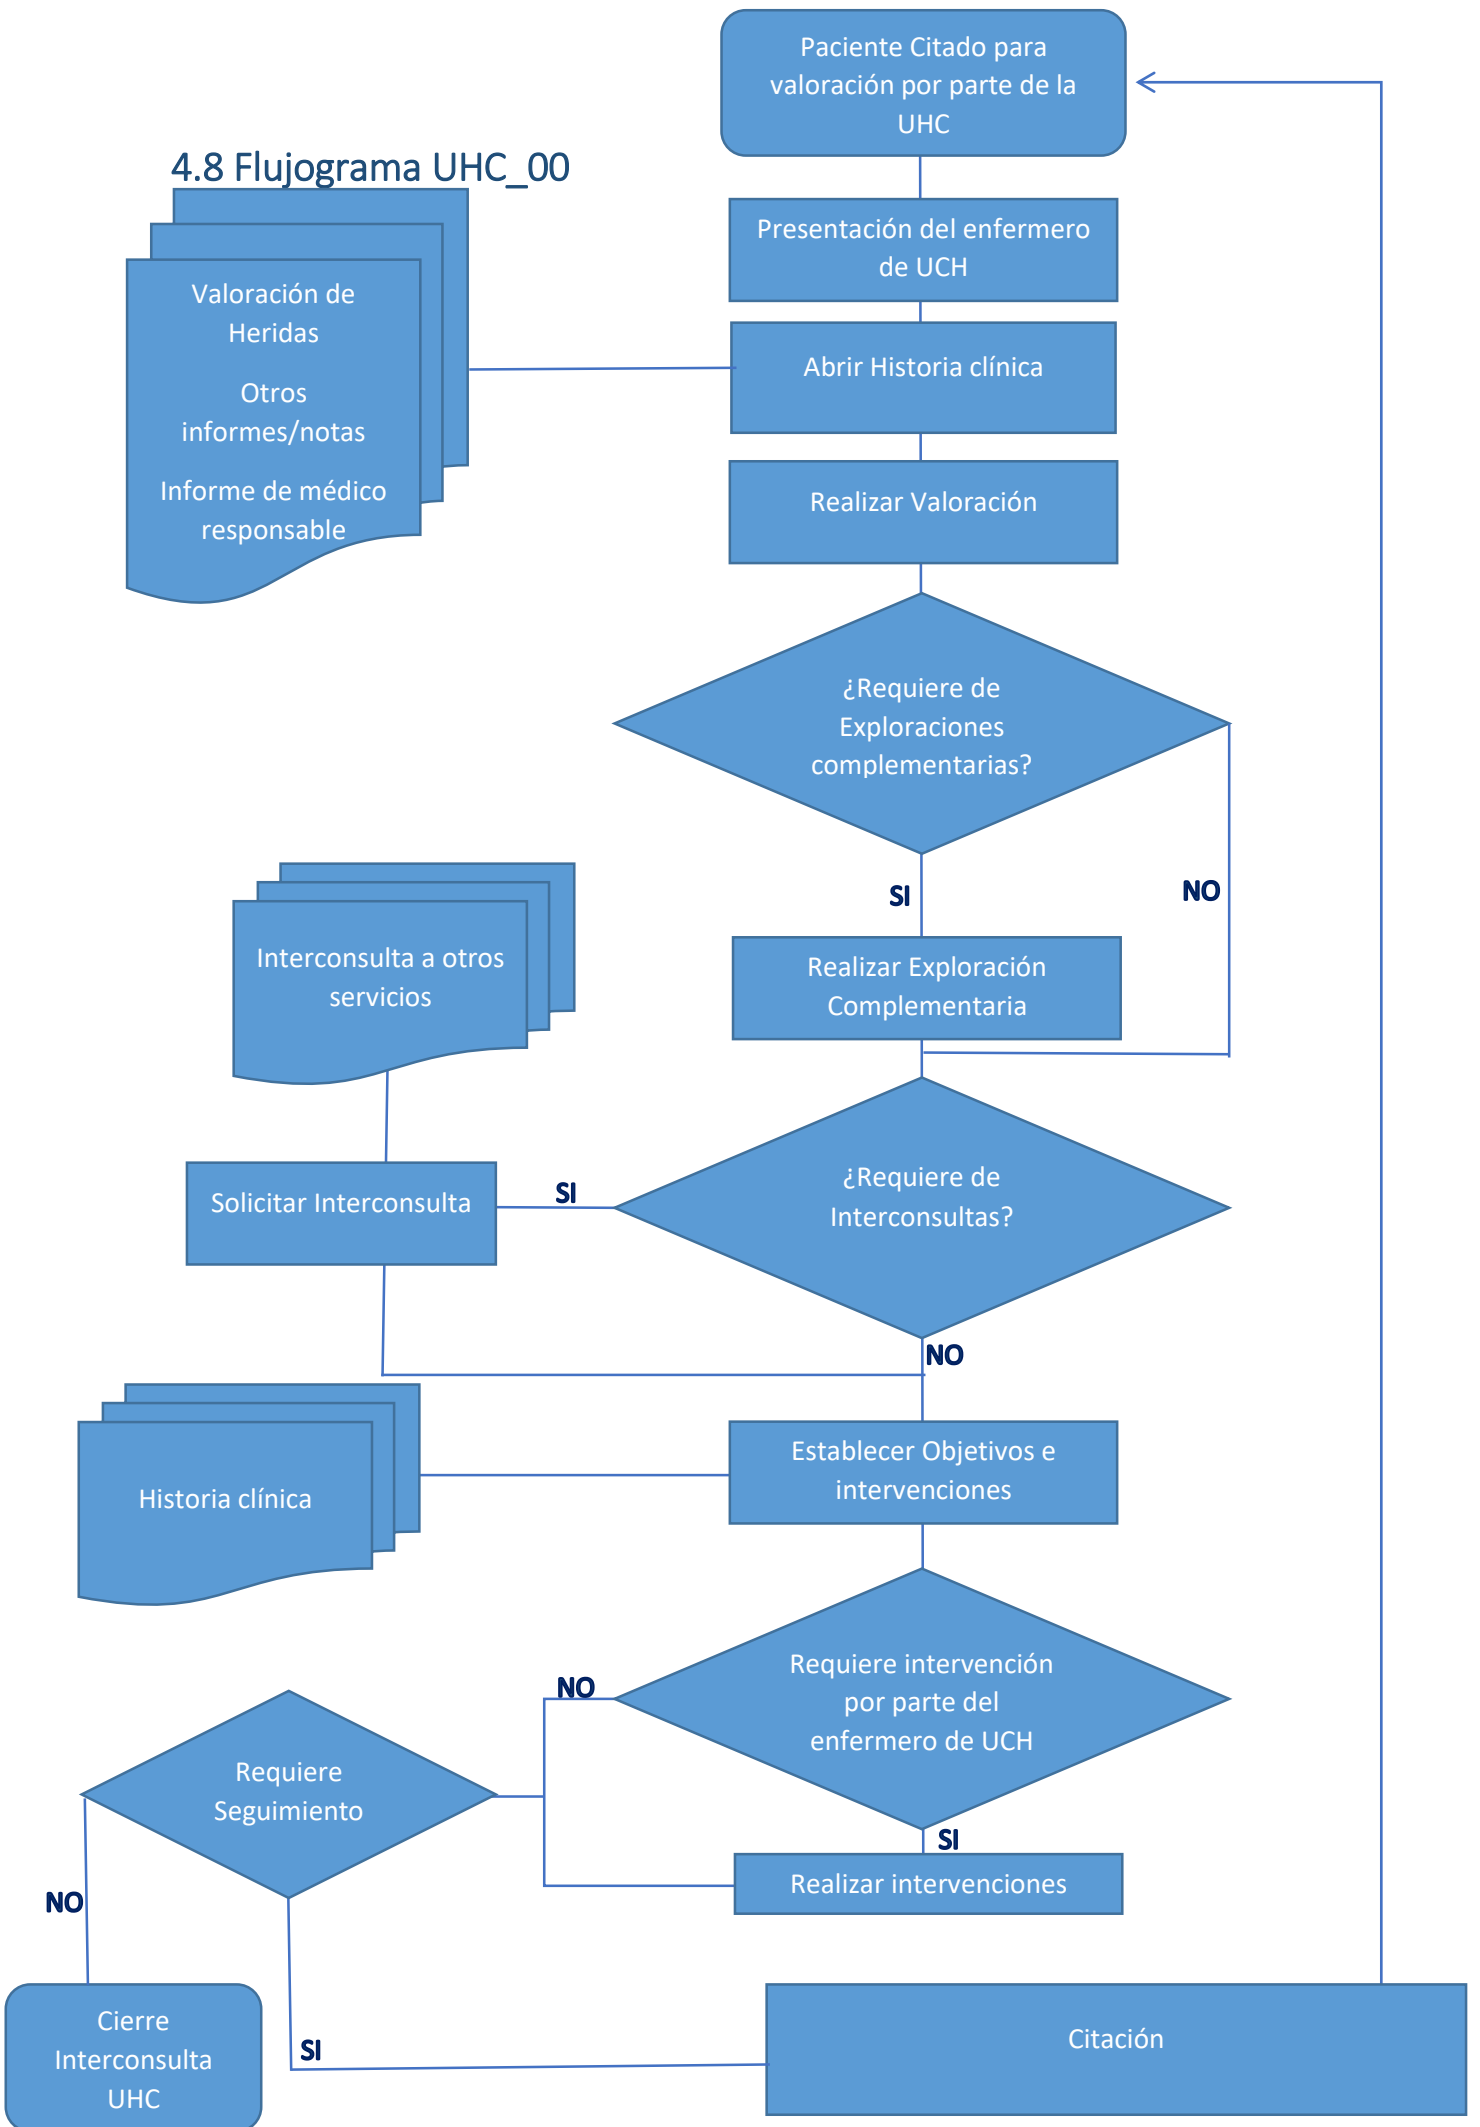 Paciente Citado para
valoración por parte de la
UHC
4.8 Flujograma UHC_00
Presentación del enfermero
de UCH
Valoración de
Heridas
Otros
informes/notas
Informe de médico
responsable
Abrir Historia clínica
Realizar Valoración
¿Requiere de
Exploraciones
complementarias?
SI
NO
Realizar Exploración
Complementaria
Interconsulta a otros
servicios
¿Requiere de
Interconsultas?
SI
Solicitar Interconsulta
NO
Establecer Objetivos e
intervenciones
Historia clínica
Requiere intervención
por parte del
enfermero de UCH
NO
SI
Realizar intervenciones
Requiere
Seguimiento
NO
SI
Cierre
Interconsulta
UHC
Citación